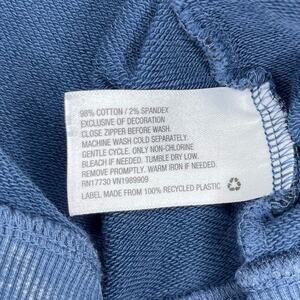 98% COTTON / 2% SPANDEX
EXCLUSIVE OF DECORATION
CLOSE ZIPPER BEFORE WASH.
MACHINE WASH COLD SEPARATELY.
GENTLE CYCLE. ONLY NON-CHLORINE
BLEACH IF NEEDED. TUMBLE DRY LOW.
REMOVE PROMPTLY. WARM IRON IF NEEDED.
RN17730 VN1989909
LABEL MADE FROM 100% RECYCLED PLASTIC